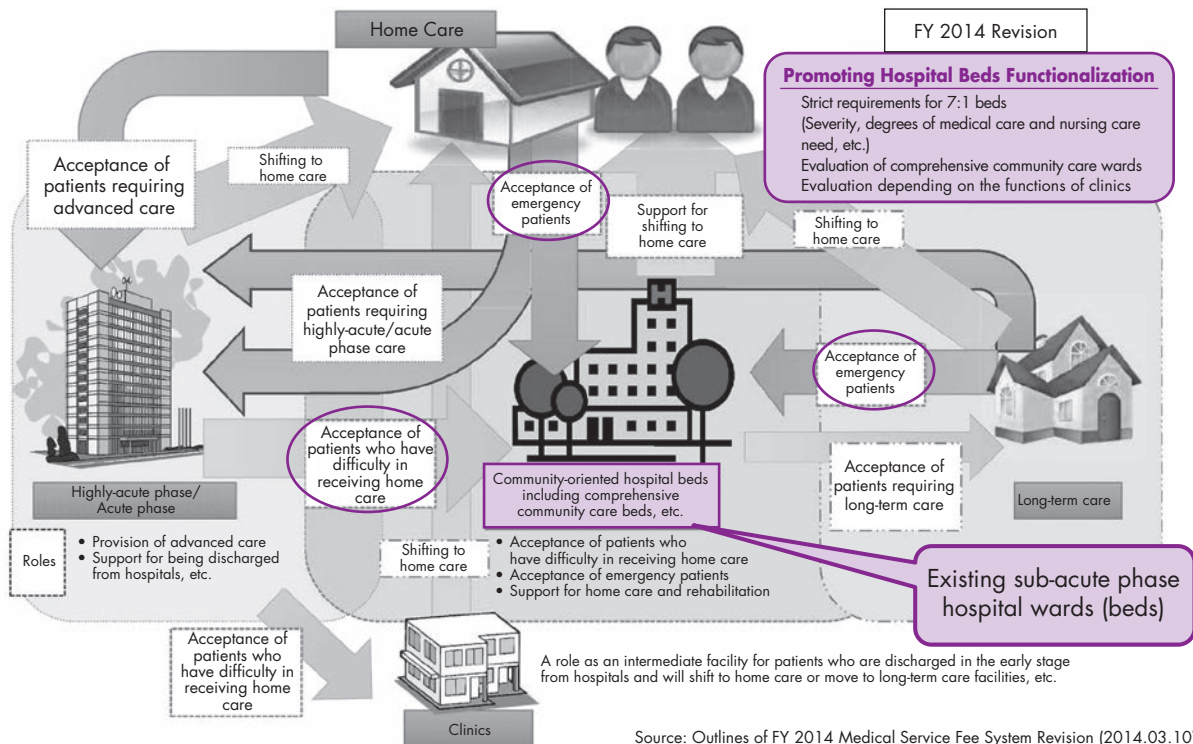 Home Care
FY 2014 Revision
Promoting Hospital Beds Functionalization
Strict requirements for 7:1 beds
(Severity, degrees of medical care and nursing care
need, etc.)
Evaluation of comprehensive community care wards
Evaluation depending on the functions of clinics
Acceptance of
patients requiring
advanced care
Shifting to
home care
Acceptance of
emergency
patients
Support for
shifting to
home care
Shifting to
home care
Acceptance of
patients requiring
highly-acute/acute
phase care
H
Acceptance of
emergency
patients
Acceptance of
patients who have
difficulty in
receiving home
care
Highly-acute phase/
Acute phase
Community-oriented hospital beds
including comprehensive
community care beds, etc.
Acceptance of
patients requiring
long-term care
Long-term care
Roles
• Provision of advanced care
• Support for being discharged
from hospitals, etc.
Shifting to
home care
• Acceptance of patients who
have difficulty in receiving home care
• Acceptance of emergency patients
• Support for home care and rehabilitation
Existing sub-acute phase
hospital wards (beds)
Acceptance of
patients who
have difficulty in
receiving home
care
Clinics
A role as an intermediate facility for patients who are discharged in the early stage
from hospitals and will shift to home care or move to long-term care facilities, etc.
Source: Outlines of FY 2014 Medical Service Fee System Revision (2014.03.10